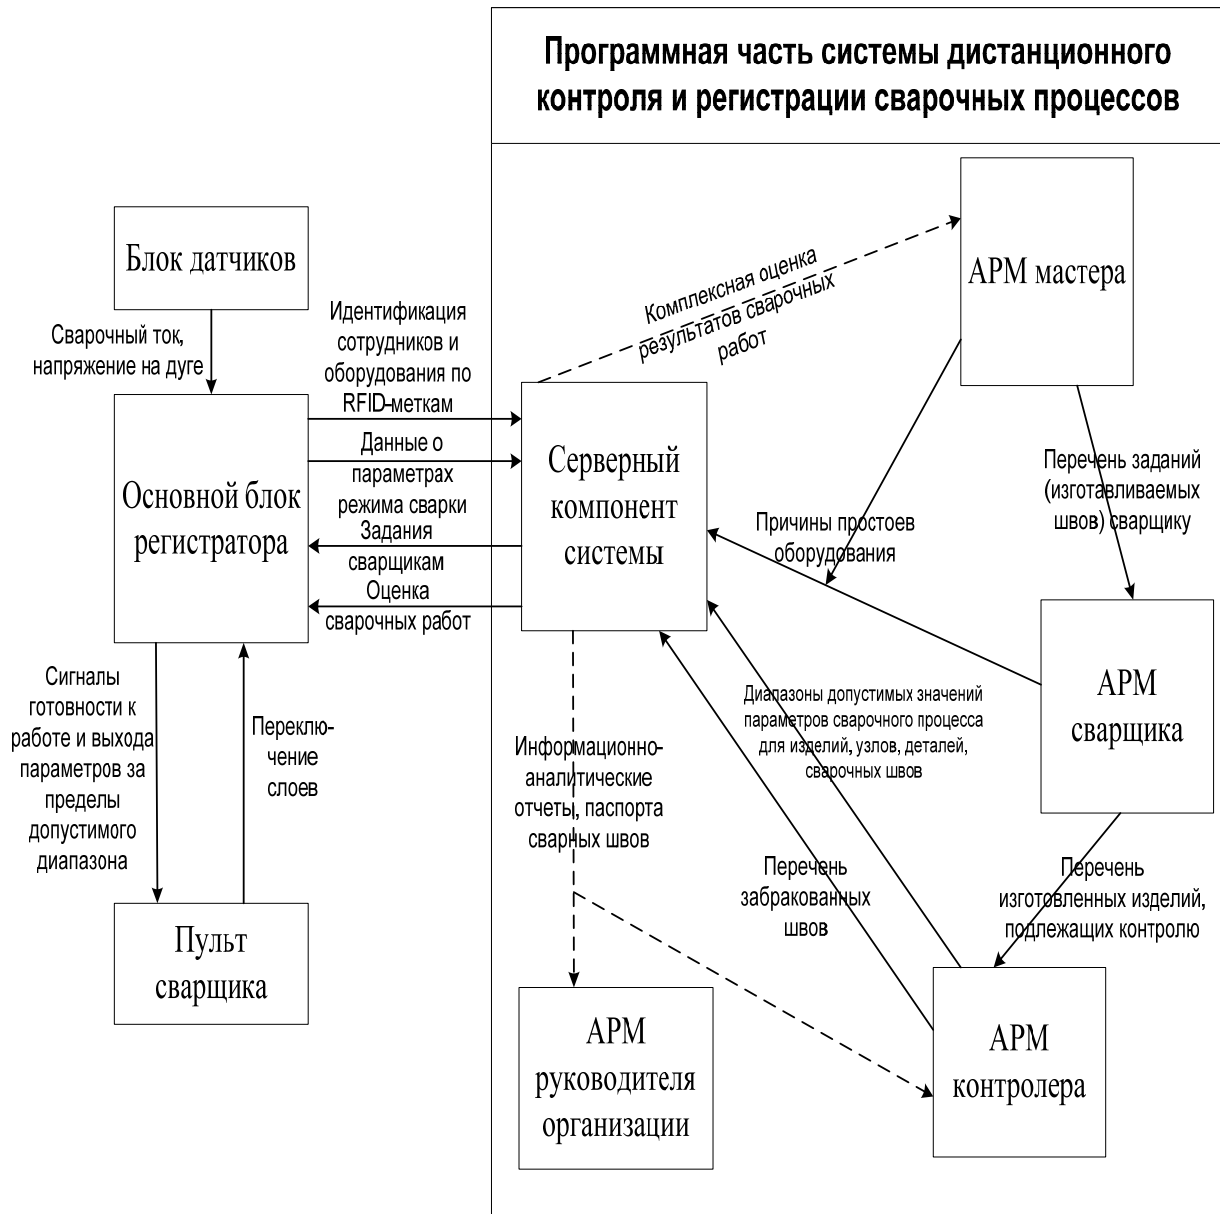 Программная часть системы дистанционного
контроля и регистрации сварочных процессов
Блок датчиков
Сварочный ток,
напряжение на дуге
Идентификация
сотрудников и
оборудования по
RFID-меткам
Данные о
параметрах
режима сварки
Задания
сварщикам
Оценка
сварочных работ
Основной блок
регистратора
Сигналы
готовности к
работе и выхода
параметров за
пределы
допустимого
диапазона
Переклю-
чение
слоев
Пульт
сварщика
Серверный
компонент
системы
Комплексная оценка
результатов сварочных
работ
АРМ мастера
Причины простоев
оборудования
Перечень заданий
(изготавливаемых
швов) сварщику
АРМ
сварщика
Диапазоны допустимых значений
параметров сварочного процесса
для изделий, узлов, деталей,
сварочных швов
Информационно-
аналитические
отчеты, паспорта
сварных швов
Перечень
забракованных
швов
Перечень
изготовленных изделий,
подлежащих контролю
АРМ
руководителя
организации
АРМ
контролера